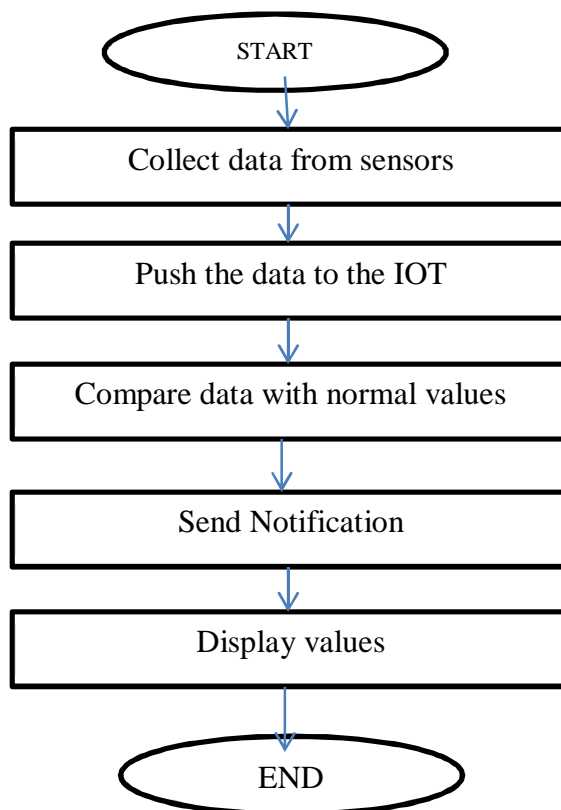 START
Collect data from sensors
Push the data to the IOT
Compare data with normal values
Send Notification
Display values
END